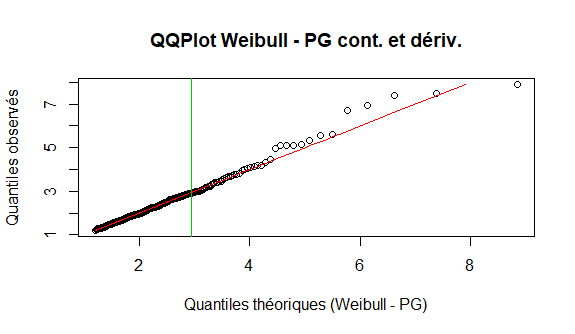 QQPlot Weibull - PG cont. et dériv.
Quantiles observés
7
5
3
1
2
4
6
8
Quantiles théoriques (Weibull - PG)